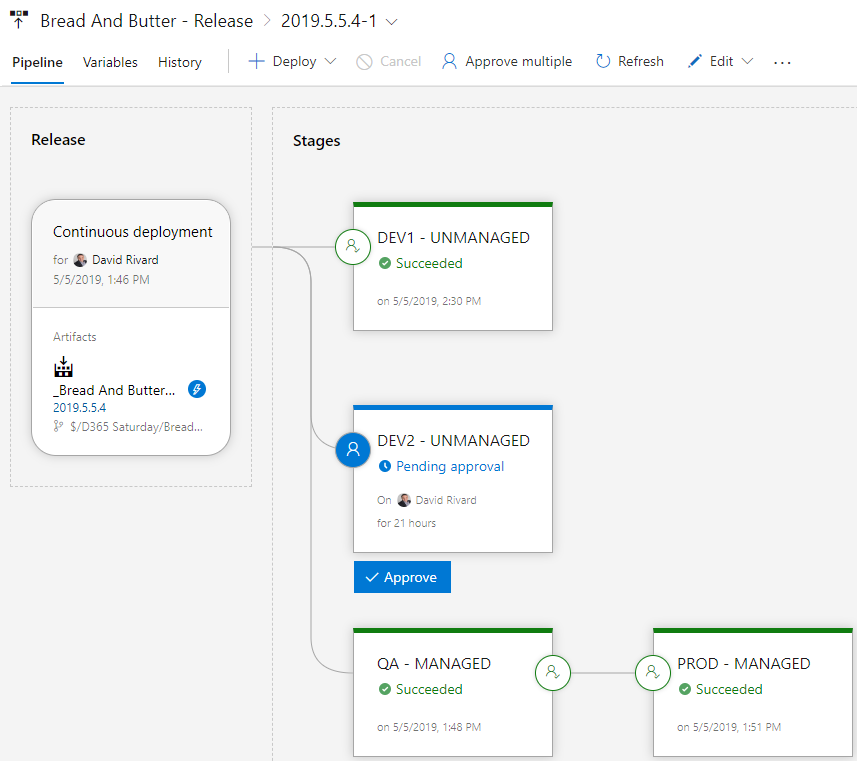 Bread And Butter - Release > 2019.5.5.4-1
Pipeline Variables History + Deploy Cancel Approve multiple Refresh Edit ...
Release
Continuous deployment
for David Rivard
5/5/2019, 1:46 PM
Artifacts
_Bread And Butter...
2019.5.5.4
$/D365 Saturday/Bread...
Stages
DEV1 - UNMANAGED
Succeeded
on 5/5/2019, 2:30 PM
DEV2 - UNMANAGED
Pending approval
On David Rivard
for 21 hours
Approve
QA - MANAGED
Succeeded
on 5/5/2019, 1:48 PM
PROD - MANAGED
Succeeded
on 5/5/2019, 1:51 PM